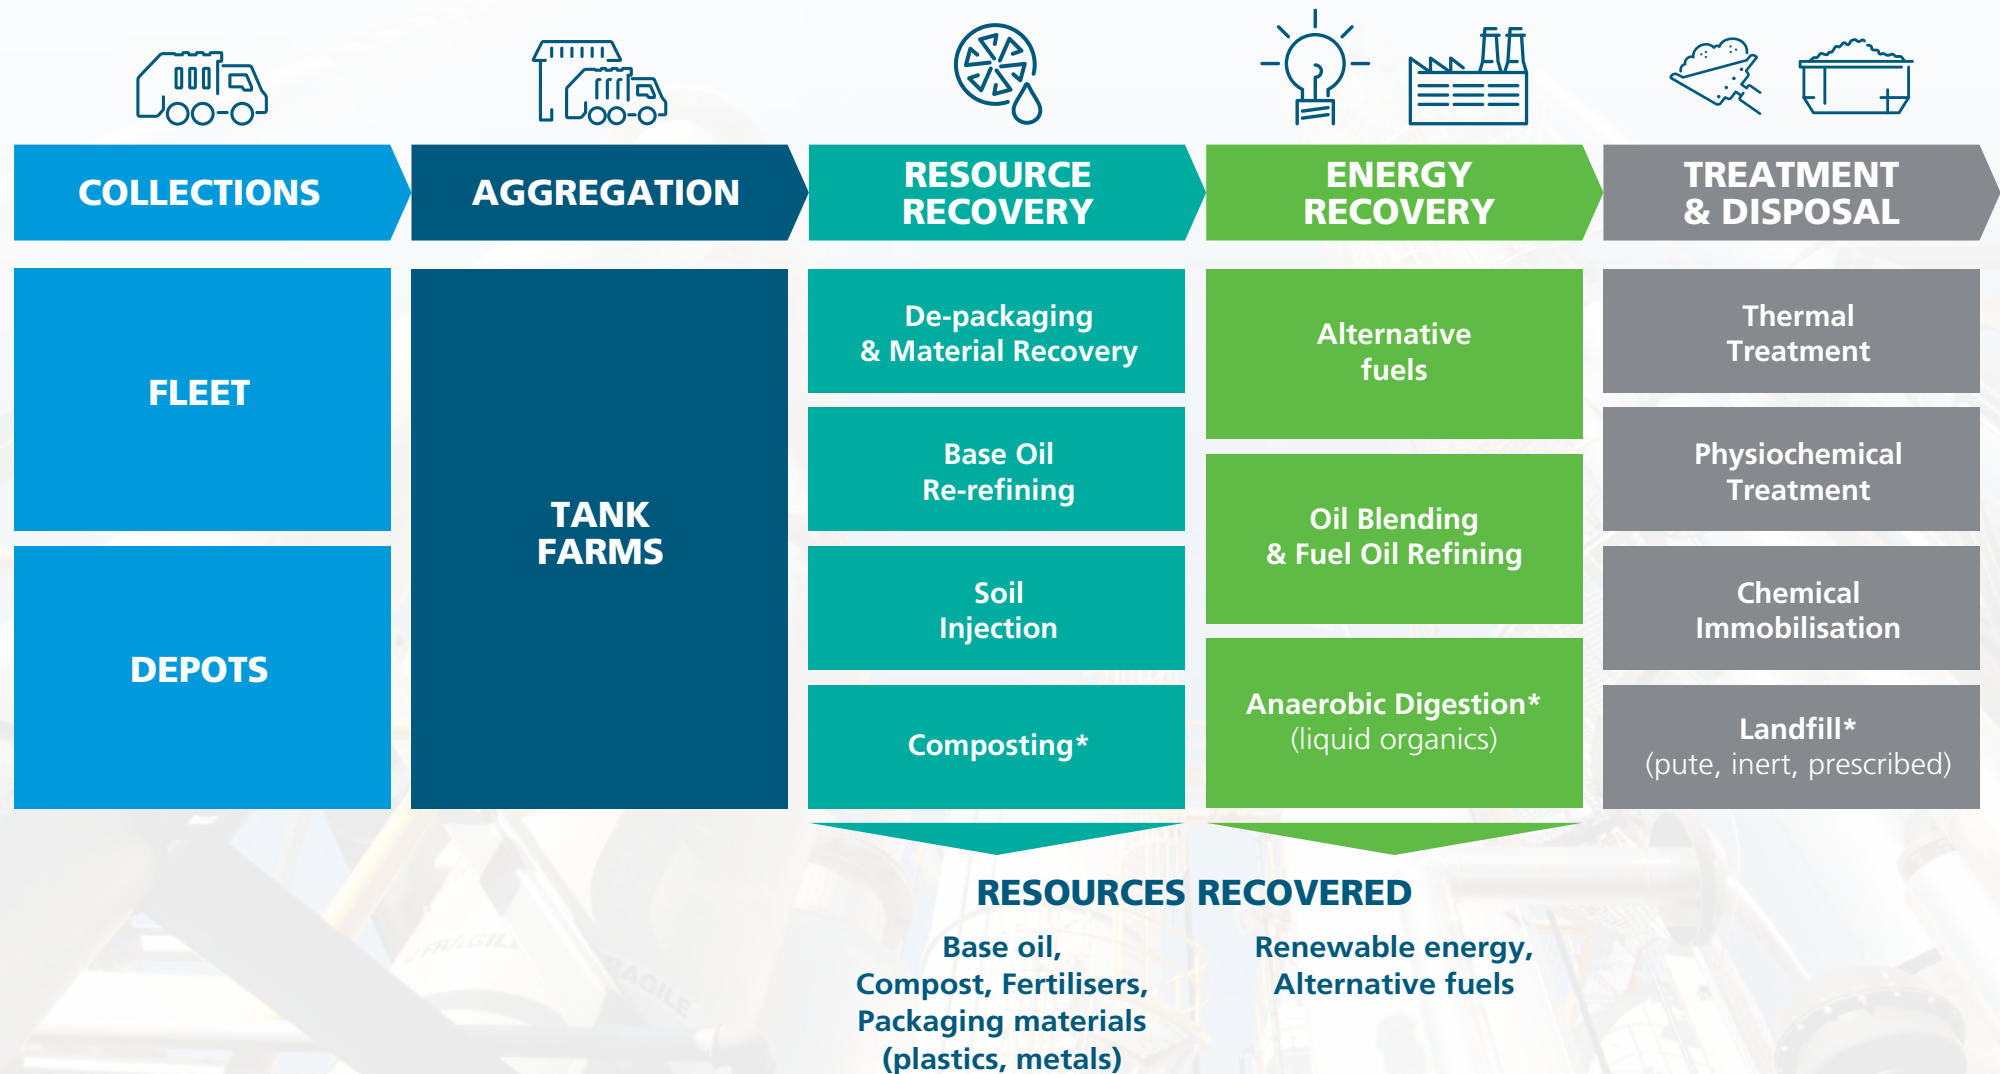 COLLECTIONS
AGGREGATION
RESOURCE
RECOVERY
ENERGY
RECOVERY
TREATMENT
& DISPOSAL
FLEET
DEPOTS
TANK
FARMS
De-packaging
& Material Recovery
Base Oil
Re-refining
Soil
Injection
Composting*
Alternative
fuels
Oil Blending
& Fuel Oil Refining
Anaerobic Digestion*
(liquid organics)
Thermal
Treatment
Physiochemical
Treatment
Chemical
Immobilisation
Landfill*
(pute, inert, prescribed)
RESOURCES RECOVERED
Base oil,
Compost, Fertilisers,
Packaging materials
(plastics, metals)
Renewable energy,
Alternative fuels
FRAGILE
FRAGILE